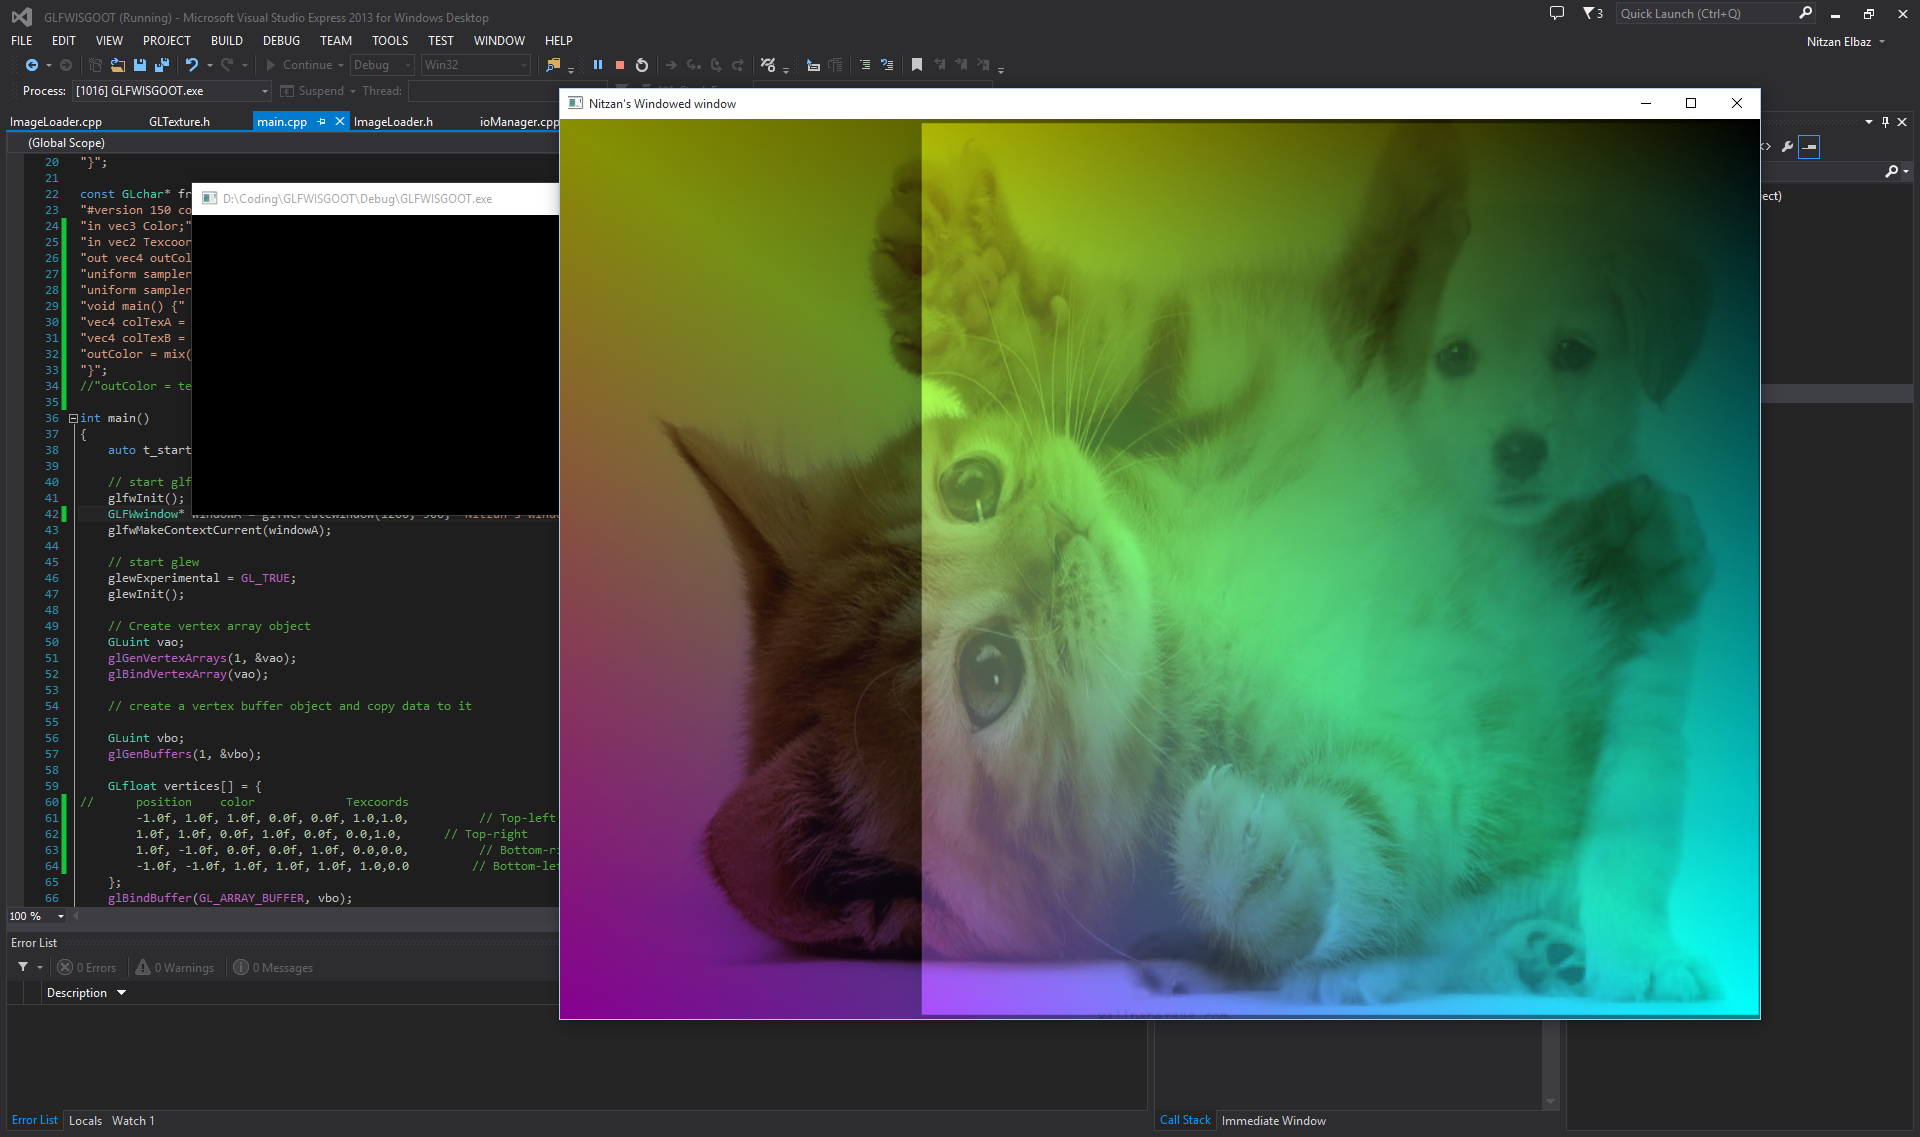 GLFWISGOOT (Running) - Microsoft Visual Studio Express 2013 for Windows Desktop
3
Quick Launch (Ctrl+Q)
FILE EDIT VIEW PROJECT BUILD DEBUG TEAM TOOLS TEST WINDOW HELP
Nitzan Elbaz
Continue Debug Win32
Process: [1016] GLFWISGOOT.exe Suspend Thread:
Nitzan's Windowed window
ImageLoader.cpp GLTexture.h main.cpp ImageLoader.h ioManager.cpp
(Global Scope)
D:\Coding\GLFWISGOOT\Debug\GLFWISGOOT.exe
ect)
20 "}";
21
22 const GLchar* fr
23 "#version 150 co
24 "in vec3 Color;"
25 "in vec2 Texcoor
26 "out vec4 outCol
27 "uniform sampler
28 "uniform sampler
29 "void main() {"
30 "vec4 colTexA =
31 "vec4 colTexB =
32 "outColor = mix(
33 "}";
34 //"outColor = te
35
36 int main()
37 {
38 auto t_start
39
40 // start glf
41 glfwInit();
42 GLFWwindow*
43 glfwMakeContextCurrent(windowA);
44
45 // start glew
46 glewExperimental = GL_TRUE;
47 glewInit();
48
49 // Create vertex array object
50 GLuint vao;
51 glGenVertexArrays(1, &vao);
52 glBindVertexArray(vao);
53
54 // create a vertex buffer object and copy data to it
55
56 GLuint vbo;
57 glGenBuffers(1, &vbo);
58
59 GLfloat vertices[] = {
60 // position color Texcoords
61 -1.0f, 1.0f, 1.0f, 0.0f, 0.0f, 1.0,1.0, // Top-left
62 1.0f, 1.0f, 0.0f, 1.0f, 0.0f, 0.0,1.0, // Top-right
63 1.0f, -1.0f, 0.0f, 0.0f, 1.0f, 0.0,0.0, // Bottom-ri
64 -1.0f, -1.0f, 1.0f, 1.0f, 1.0f, 1.0,0.0 // Bottom-lef
65 };
66 glBindBuffer(GL_ARRAY_BUFFER, vbo);
100 %
Error List
0 Errors 0 Warnings 0 Messages
Description
Error List Locals Watch 1
Call Stack Immediate Window